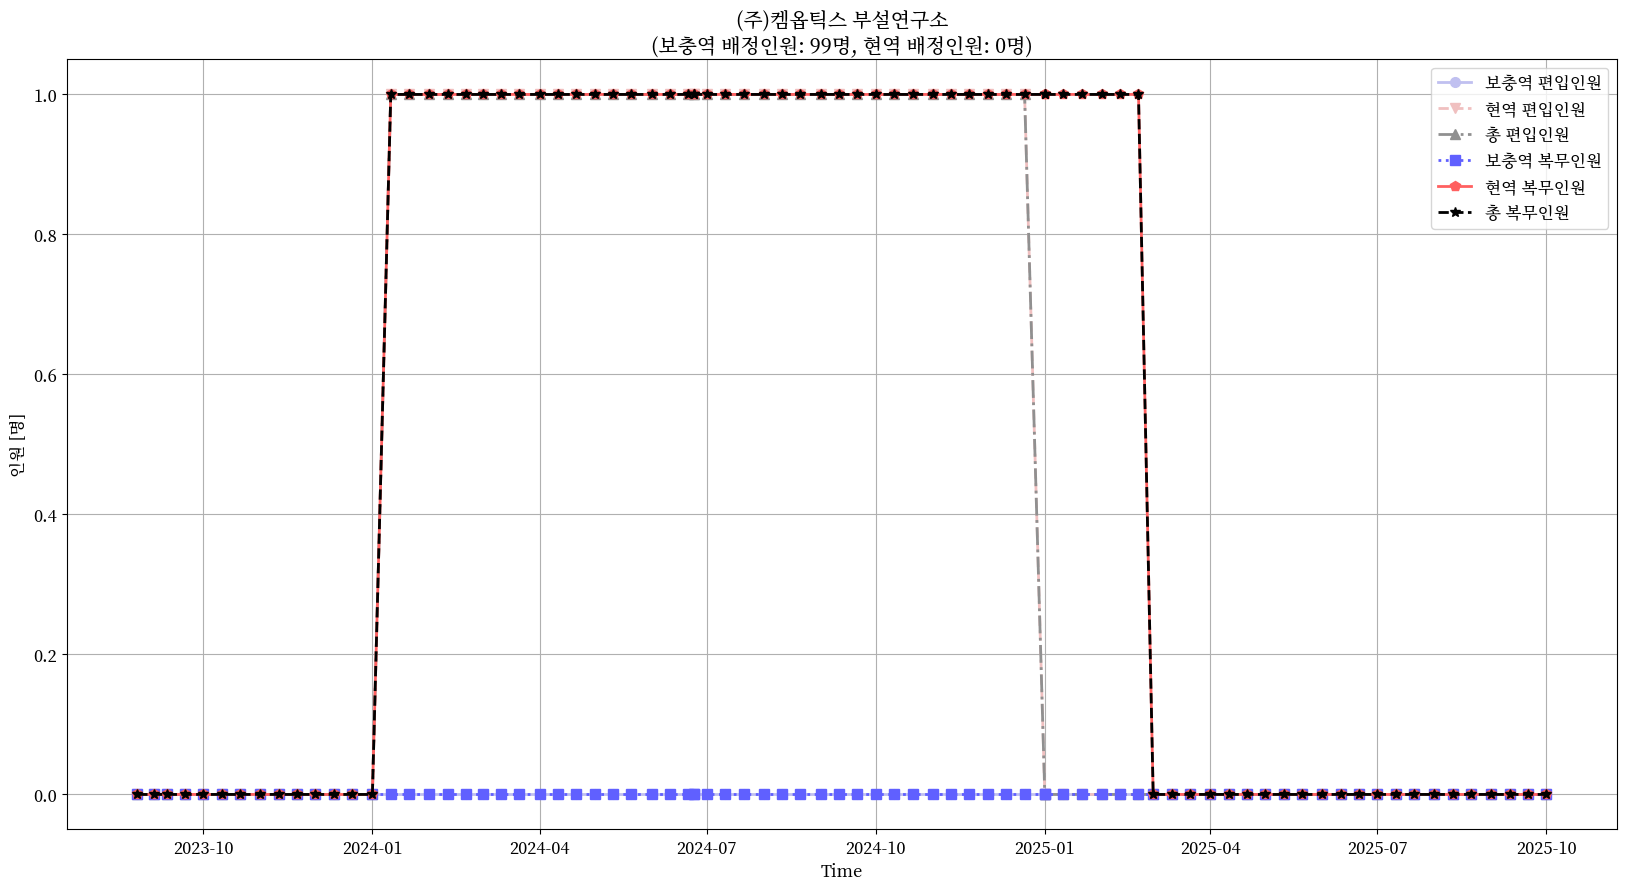 (주)켐옵틱스 부설연구소
(보충역 배정인원: 99명, 현역 배정인원: 0명)
보충역 편입인원
현역 편입인원
총 편입인원
보충역 복무인원
현역 복무인원
총 복무인원
1.0
0.8
0.6
0.4
0.2
0.0
인원 [명]
2023-10
2024-01
2024-04
2024-07
2024-10
2025-01
2025-04
2025-07
2025-10
Time